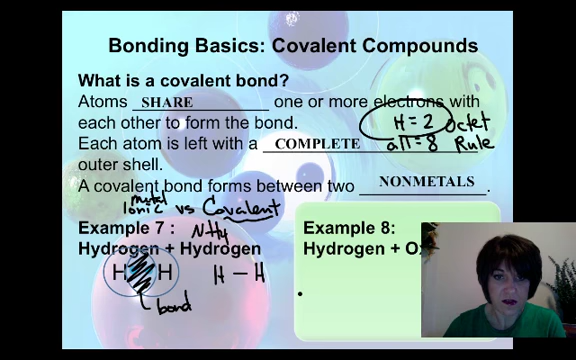 Bonding Basics: Covalent Compounds
What is a covalent bond?
Atoms SHARE one or more electrons with
each other to form the bond.
H = 2 Octet
Each atom is left with a COMPLETE all = 8 Rule
outer shell.
A covalent bond forms between two NONMETALS.
metal
Ionic vs Covalent
Example 7: NH4
Hydrogen + Hydrogen
H H H — H
bond
Example 8:
Hydrogen + O